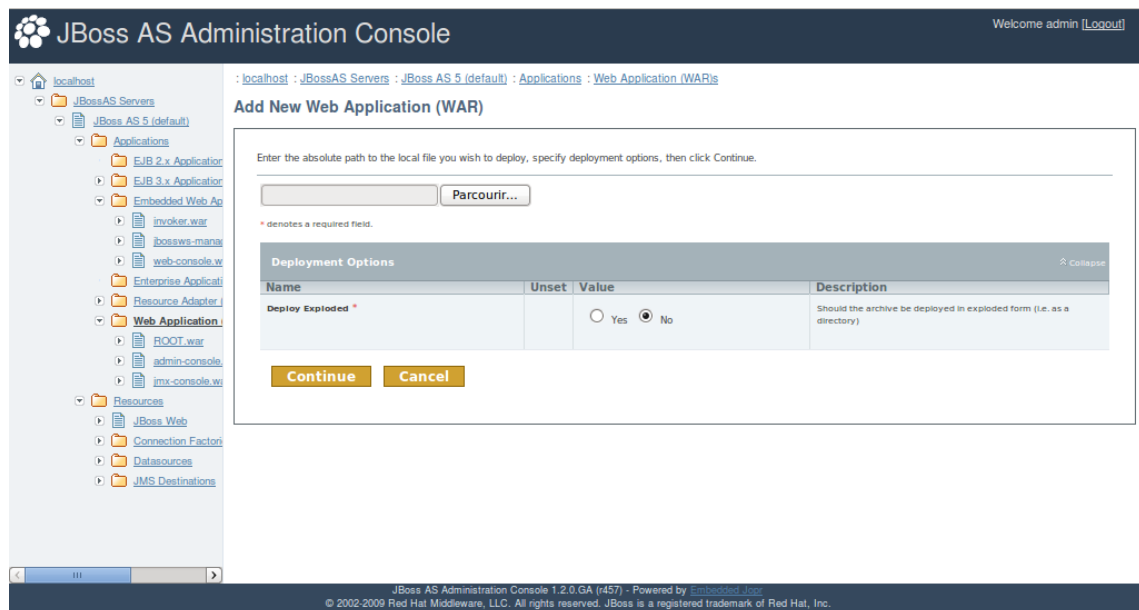 JBoss AS Administration Console
Welcome admin [Logout]
localhost
JBossAS Servers
JBoss AS 5 (default)
Applications
EJB 2.x Application
EJB 3.x Application
Embedded Web Ap
invoker.war
jbossws-mana
web-console.w
Enterprise Applicati
Resource Adapter (
Web Application (
ROOT.war
admin-console.
jmx-console.wa
Resources
JBoss Web
Connection Factori
Datasources
JMS Destinations
: localhost : JBossAS Servers : JBoss AS 5 (default) : Applications : Web Application (WAR)s
Add New Web Application (WAR)
Enter the absolute path to the local file you wish to deploy, specify deployment options, then click Continue.
Parcourir...
* denotes a required field.
Deployment Options
Collapse
Name Unset Value Description
Deploy Exploded * Yes No Should the archive be deployed in exploded form (i.e. as a
directory)
Continue Cancel
JBoss AS Administration Console 1.2.0.GA (r457) - Powered by Embedded Jopr
© 2002-2009 Red Hat Middleware, LLC. All rights reserved. JBoss is a registered trademark of Red Hat, Inc.